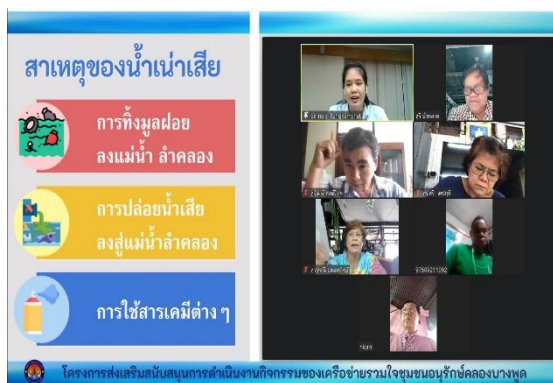 สาเหตุของน้ำเน่าเสีย
การทิ้งมูลฝอย
ลงแม่น้ำ ลำคลอง
การปล่อยน้ำเสีย
ลงสู่แม่น้ำลำคลอง
การใช้สารเคมีต่าง ๆ
โครงการส่งเสริมสนับสนุนการดำเนินงานกิจกรรมของเครือข่ายรวมใจชุมชนอนุรักษ์คลองบางพูด